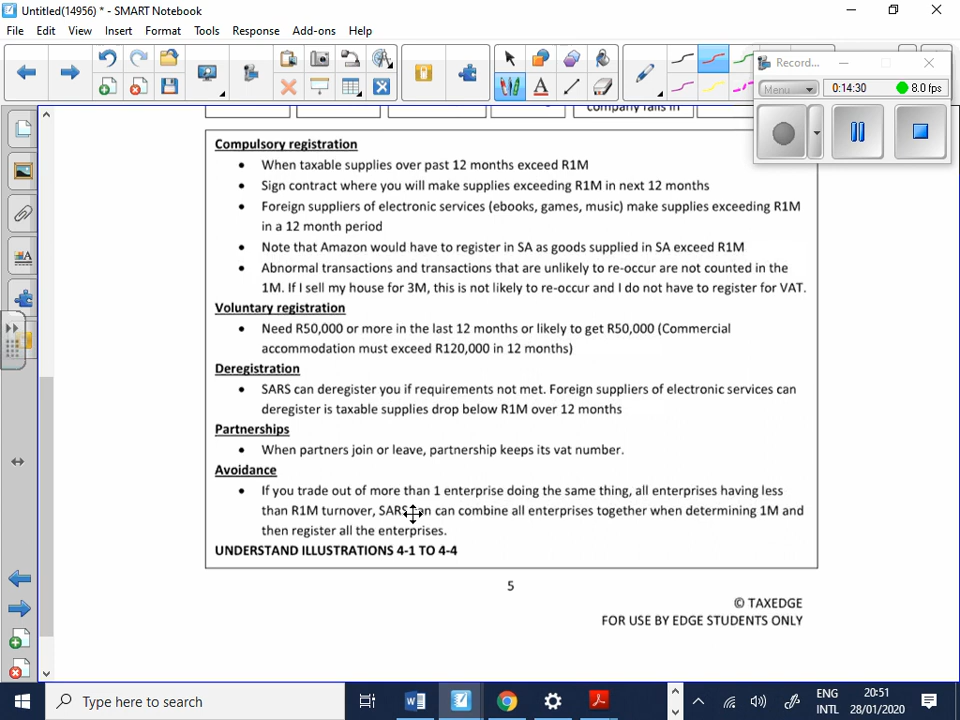 Untitled(14956) * - SMART Notebook
File Edit View Insert Format Tools Response Add-ons Help
Record...
Menu 0:14:30 8.0 fps
company falls in
Compulsory registration
• When taxable supplies over past 12 months exceed R1M
• Sign contract where you will make supplies exceeding R1M in next 12 months
• Foreign suppliers of electronic services (ebooks, games, music) make supplies exceeding R1M
in a 12 month period
• Note that Amazon would have to register in SA as goods supplied in SA exceed R1M
• Abnormal transactions and transactions that are unlikely to re-occur are not counted in the
1M. If I sell my house for 3M, this is not likely to re-occur and I do not have to register for VAT.
Voluntary registration
• Need R50,000 or more in the last 12 months or likely to get R50,000 (Commercial
accommodation must exceed R120,000 in 12 months)
Deregistration
• SARS can deregister you if requirements not met. Foreign suppliers of electronic services can
deregister is taxable supplies drop below R1M over 12 months
Partnerships
• When partners join or leave, partnership keeps its vat number.
Avoidance
• If you trade out of more than 1 enterprise doing the same thing, all enterprises having less
than R1M turnover, SARS can combine all enterprises together when determining 1M and
then register all the enterprises.
UNDERSTAND ILLUSTRATIONS 4-1 TO 4-4
5
© TAXEDGE
FOR USE BY EDGE STUDENTS ONLY
Type here to search
ENG
INTL
20:51
28/01/2020